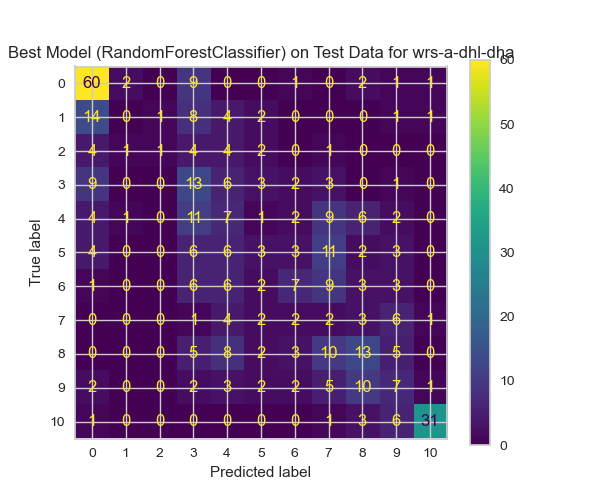 Best Model (RandomForestClassifier) on Test Data for wrs-a-dhl-dha
0 60 2 0 9 0 0 1 0 2 1 1
1 14 0 1 8 4 2 0 0 0 1 1
2 4 1 1 4 4 2 0 1 0 0 0
3 9 0 0 13 6 3 2 3 0 1 0
4 4 1 0 11 7 1 2 9 6 2 0
5 4 0 0 6 6 3 3 11 2 3 0
6 1 0 0 6 6 2 7 9 3 3 0
7 0 0 0 1 4 2 2 2 3 6 1
8 0 0 0 5 8 2 3 10 13 5 0
9 2 0 0 2 3 2 2 5 10 7 1
10 1 0 0 0 0 0 0 1 3 6 31
0 1 2 3 4 5 6 7 8 9 10
Predicted label
True label
60
50
40
30
20
10
0